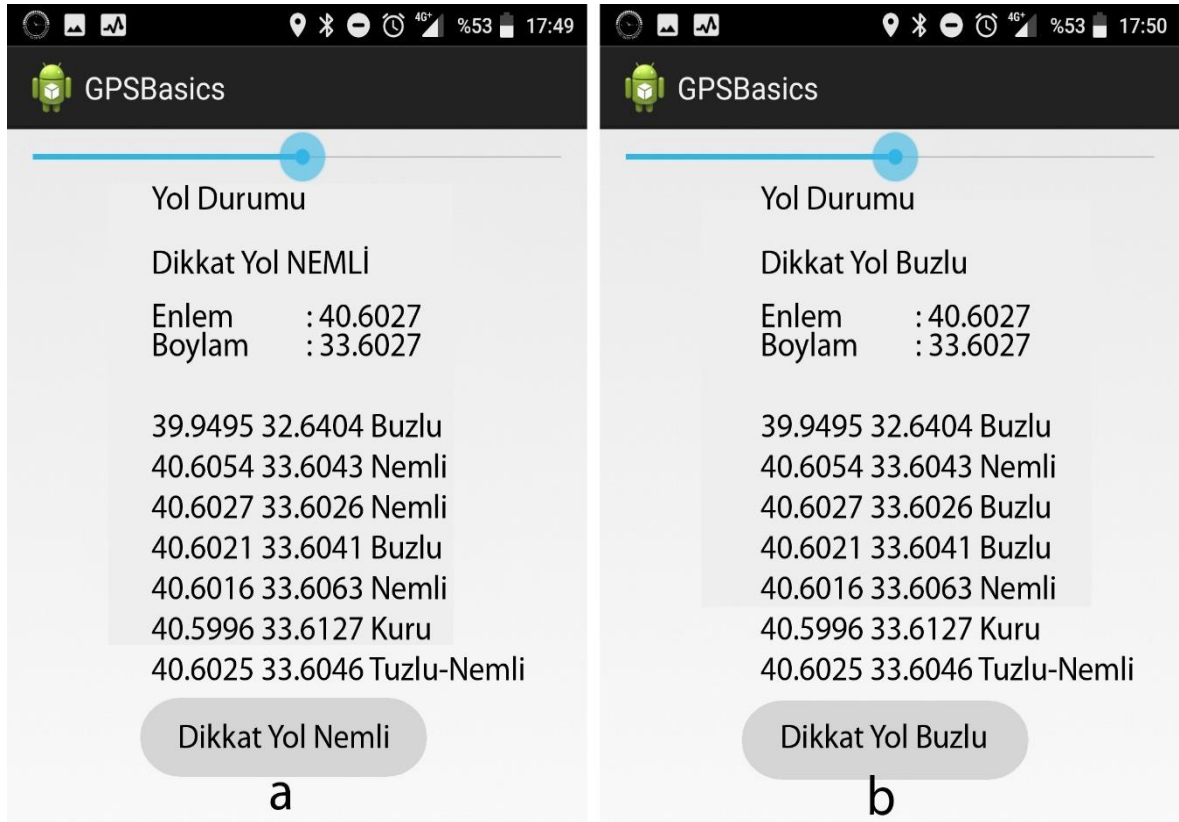 4G+ %53 17:49
GPSBasics
Yol Durumu
Dikkat Yol NEMLİ
Enlem : 40.6027
Boylam : 33.6027
39.9495 32.6404 Buzlu
40.6054 33.6043 Nemli
40.6027 33.6026 Nemli
40.6021 33.6041 Buzlu
40.6016 33.6063 Nemli
40.5996 33.6127 Kuru
40.6025 33.6046 Tuzlu-Nemli
Dikkat Yol Nemli
a
4G+ %53 17:50
GPSBasics
Yol Durumu
Dikkat Yol Buzlu
Enlem : 40.6027
Boylam : 33.6027
39.9495 32.6404 Buzlu
40.6054 33.6043 Nemli
40.6027 33.6026 Buzlu
40.6021 33.6041 Buzlu
40.6016 33.6063 Nemli
40.5996 33.6127 Kuru
40.6025 33.6046 Tuzlu-Nemli
Dikkat Yol Buzlu
b